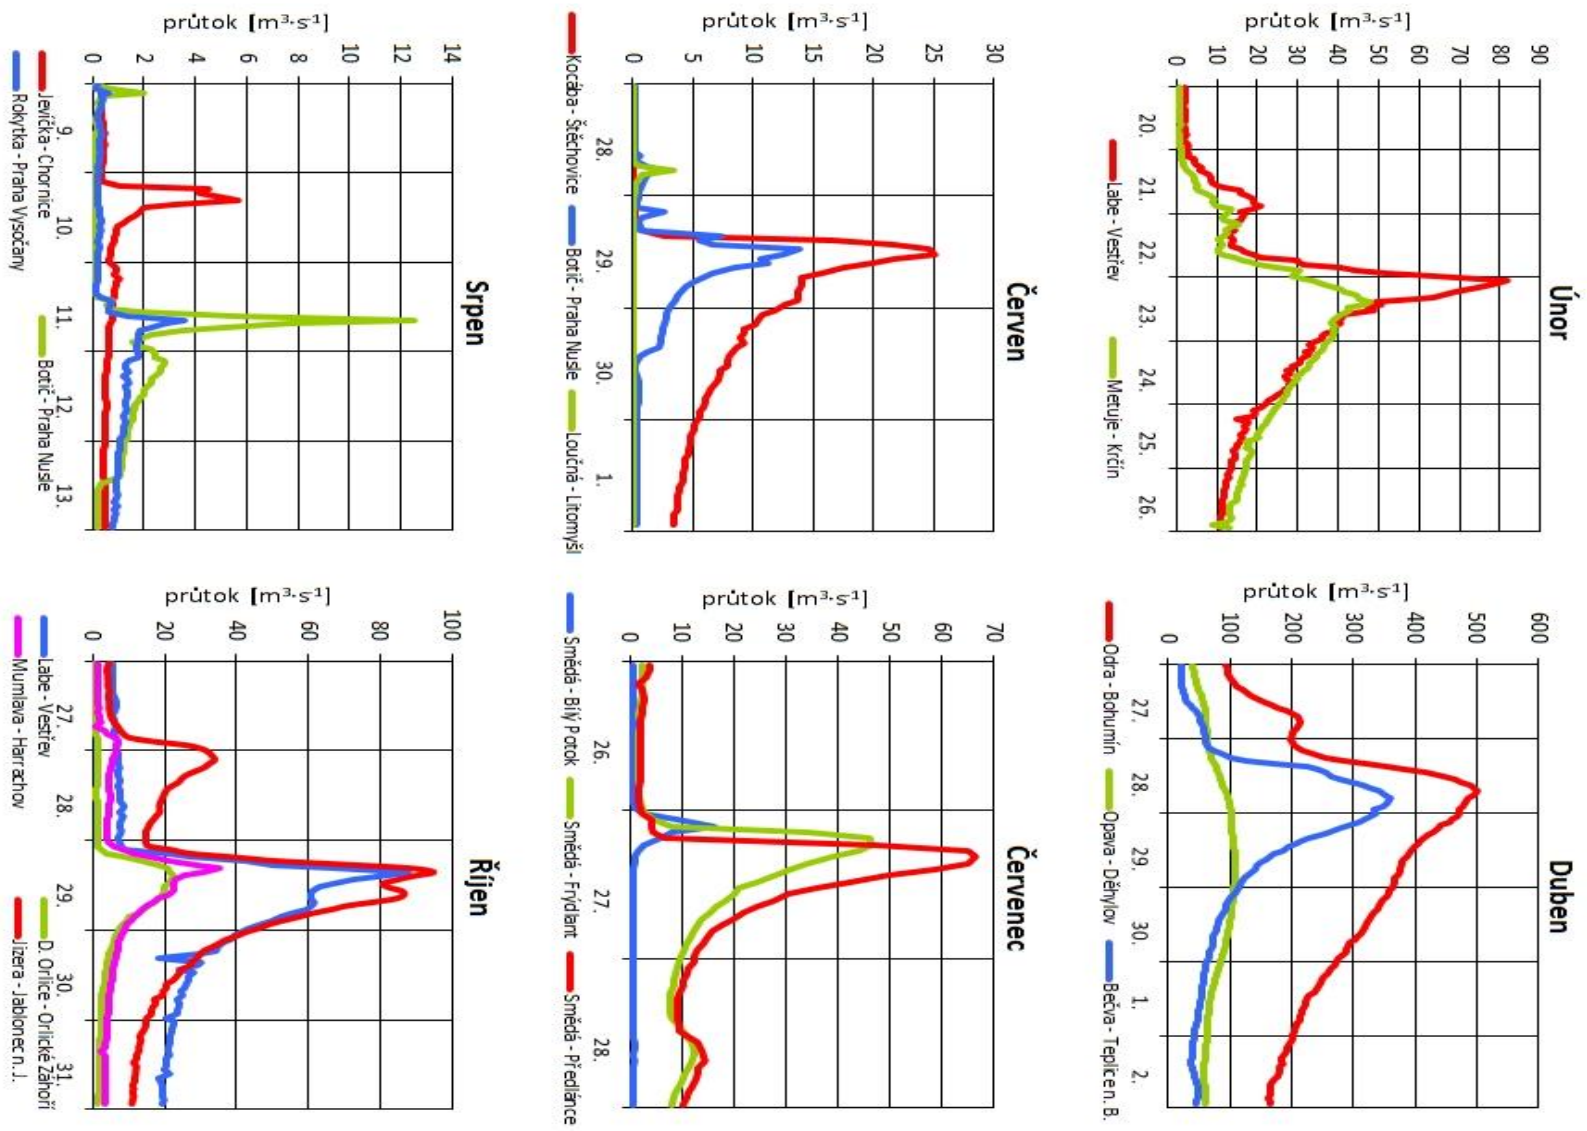 Únor
průtok [m³·s⁻¹]
90
80
70
60
50
40
30
20
10
0
20. 21. 22. 23. 24. 25. 26.
Labe - Vestřev Metuje - Krčín
Duben
průtok [m³·s⁻¹]
600
500
400
300
200
100
0
27. 28. 29. 30. 1. 2.
Odra - Bohumín Opava - Děhylov Bečva - Teplice n. B.
Červen
průtok [m³·s⁻¹]
30
25
20
15
10
5
0
28. 29. 30. 1.
Kocába - Štěchovice Botič - Praha Nusle Loučná - Litomyšl
Červenec
průtok [m³·s⁻¹]
70
60
50
40
30
20
10
0
26. 27. 28.
Smědá - Bílý Potok Smědá - Frýdlant Smědá - Předlánce
Srpen
průtok [m³·s⁻¹]
14
12
10
8
6
4
2
0
9. 10. 11. 12. 13.
Jevíčka - Chornice Botič - Praha Nusle
Rokytka - Praha Vysočany
Říjen
průtok [m³·s⁻¹]
100
80
60
40
20
0
27. 28. 29. 30. 31.
Labe - Vestřev D. Orlice - Orlické Záhoří
Mumlava - Harrachov Jizera - Jablonec n. J.